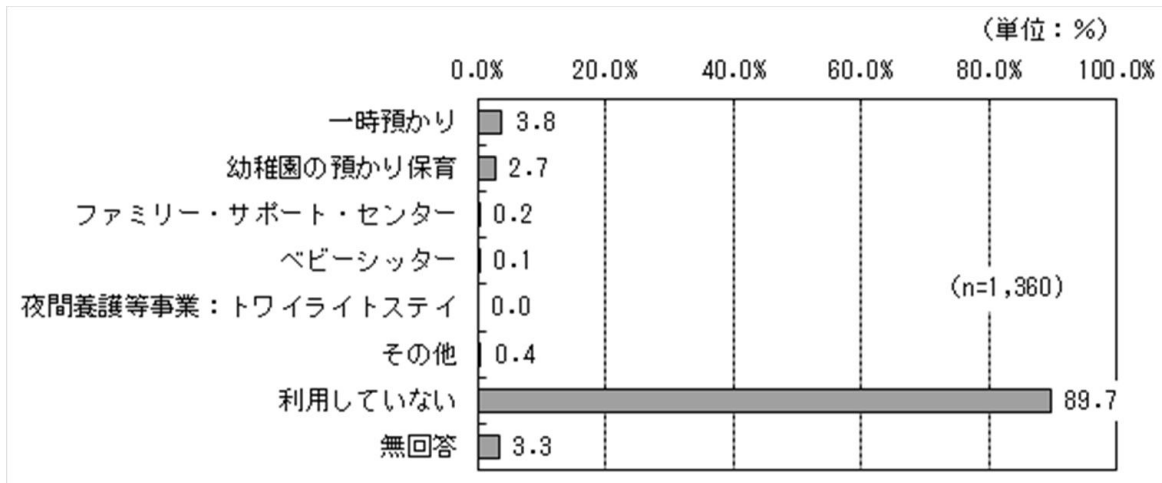 (単位：%)
0.0% 20.0% 40.0% 60.0% 80.0% 100.0%
一時預かり 3.8
幼稚園の預かり保育 2.7
ファミリー・サポート・センター 0.2
ベビーシッター 0.1
夜間養護等事業：トワイライトステイ 0.0
(n=1,360)
その他 0.4
利用していない 89.7
無回答 3.3